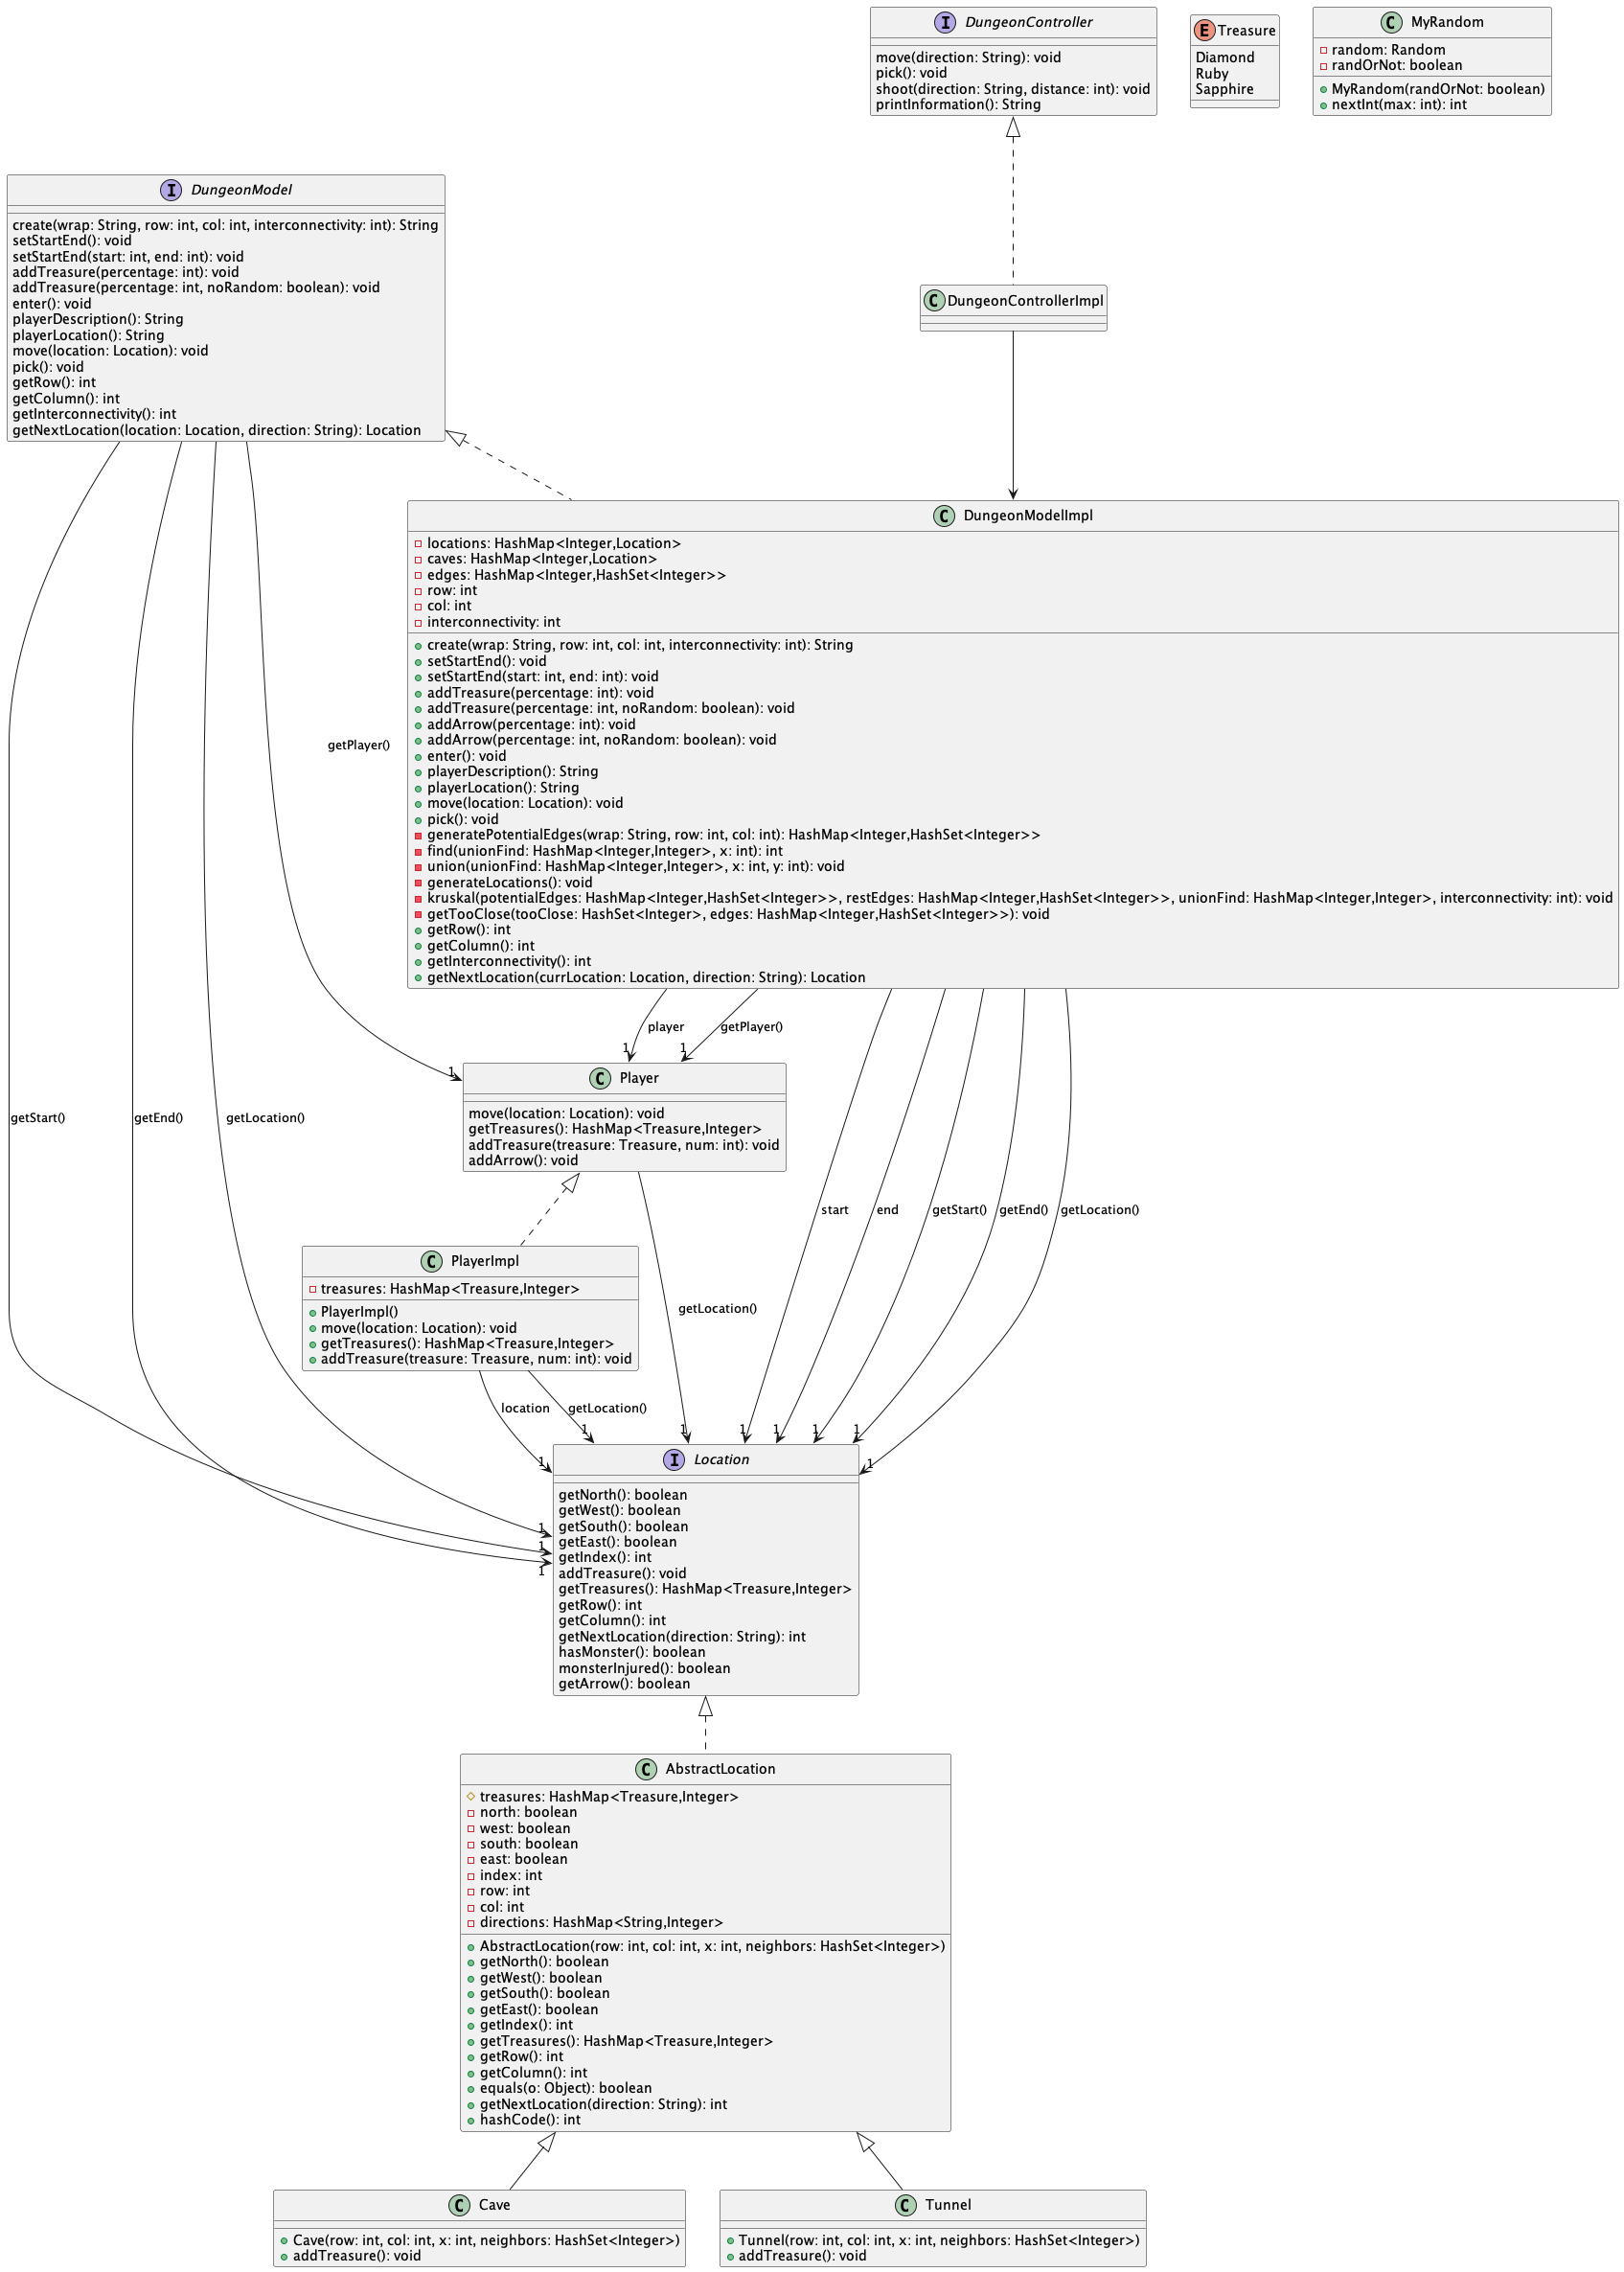 I DungeonController
move(direction: String): void
pick(): void
shoot(direction: String, distance: int): void
printInformation(): String
E Treasure
Diamond
Ruby
Sapphire
C MyRandom
random: Random
randOrNot: boolean
MyRandom(randOrNot: boolean)
nextInt(max: int): int
I DungeonModel
create(wrap: String, row: int, col: int, interconnectivity: int): String
setStartEnd(): void
setStartEnd(start: int, end: int): void
addTreasure(percentage: int): void
addTreasure(percentage: int, noRandom: boolean): void
enter(): void
playerDescription(): String
playerLocation(): String
move(location: Location): void
pick(): void
getRow(): int
getColumn(): int
getInterconnectivity(): int
getNextLocation(location: Location, direction: String): Location
C DungeonControllerImpl
C DungeonModelImpl
locations: HashMap<Integer,Location>
caves: HashMap<Integer,Location>
edges: HashMap<Integer,HashSet<Integer>>
row: int
col: int
interconnectivity: int
create(wrap: String, row: int, col: int, interconnectivity: int): String
setStartEnd(): void
setStartEnd(start: int, end: int): void
addTreasure(percentage: int): void
addTreasure(percentage: int, noRandom: boolean): void
addArrow(percentage: int): void
addArrow(percentage: int, noRandom: boolean): void
enter(): void
playerDescription(): String
playerLocation(): String
move(location: Location): void
pick(): void
generatePotentialEdges(wrap: String, row: int, col: int): HashMap<Integer,HashSet<Integer>>
find(unionFind: HashMap<Integer,Integer>, x: int): int
union(unionFind: HashMap<Integer,Integer>, x: int, y: int): void
generateLocations(): void
kruskal(potentialEdges: HashMap<Integer,HashSet<Integer>>, restEdges: HashMap<Integer,HashSet<Integer>>, unionFind: HashMap<Integer,Integer>, interconnectivity: int): void
getTooClose(tooClose: HashSet<Integer>, edges: HashMap<Integer,HashSet<Integer>>): void
getRow(): int
getColumn(): int
getInterconnectivity(): int
getNextLocation(currLocation: Location, direction: String): Location
getPlayer()
player
getPlayer()
1
1
1
C Player
move(location: Location): void
getTreasures(): HashMap<Treasure,Integer>
addTreasure(treasure: Treasure, num: int): void
addArrow(): void
getStart()
getEnd()
getLocation()
start
end
getStart()
getEnd()
getLocation()
C PlayerImpl
treasures: HashMap<Treasure,Integer>
PlayerImpl()
move(location: Location): void
getTreasures(): HashMap<Treasure,Integer>
addTreasure(treasure: Treasure, num: int): void
getLocation()
location
getLocation()
1
1
1
1
1
1
1
1
I Location
getNorth(): boolean
getWest(): boolean
getSouth(): boolean
getEast(): boolean
getIndex(): int
addTreasure(): void
getTreasures(): HashMap<Treasure,Integer>
getRow(): int
getColumn(): int
getNextLocation(direction: String): int
hasMonster(): boolean
monsterInjured(): boolean
getArrow(): boolean
1
1
1
C AbstractLocation
treasures: HashMap<Treasure,Integer>
north: boolean
west: boolean
south: boolean
east: boolean
index: int
row: int
col: int
directions: HashMap<String,Integer>
AbstractLocation(row: int, col: int, x: int, neighbors: HashSet<Integer>)
getNorth(): boolean
getWest(): boolean
getSouth(): boolean
getEast(): boolean
getIndex(): int
getTreasures(): HashMap<Treasure,Integer>
getRow(): int
getColumn(): int
equals(o: Object): boolean
getNextLocation(direction: String): int
hashCode(): int
C Cave
Cave(row: int, col: int, x: int, neighbors: HashSet<Integer>)
addTreasure(): void
C Tunnel
Tunnel(row: int, col: int, x: int, neighbors: HashSet<Integer>)
addTreasure(): void